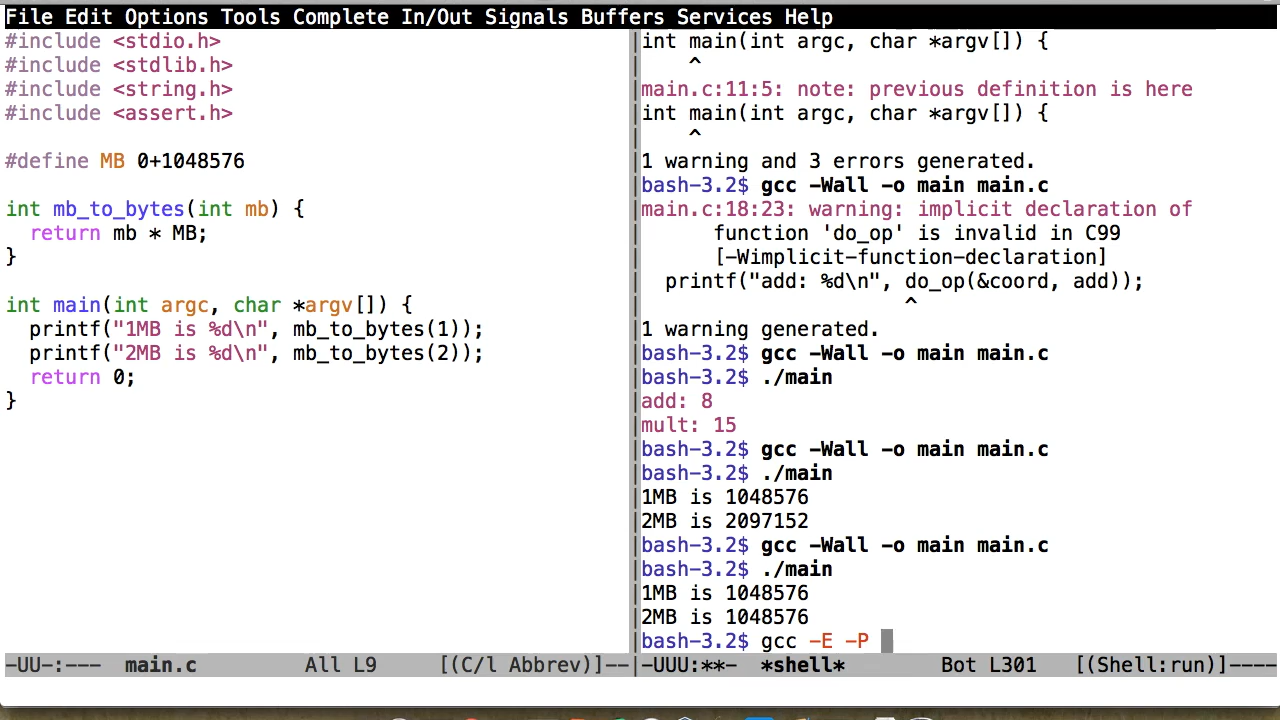 File Edit Options Tools Complete In/Out Signals Buffers Services Help
#include <stdio.h>
#include <stdlib.h>
#include <string.h>
#include <assert.h>
#define MB 0+1048576
int mb_to_bytes(int mb) {
  return mb * MB;
}
int main(int argc, char *argv[]) {
  printf("1MB is %d\n", mb_to_bytes(1));
  printf("2MB is %d\n", mb_to_bytes(2));
  return 0;
}
-UU-:---  main.c         All L9     [(C/l Abbrev)]--
int main(int argc, char *argv[]) {
    ^
main.c:11:5: note: previous definition is here
int main(int argc, char *argv[]) {
    ^
1 warning and 3 errors generated.
bash-3.2$ gcc -Wall -o main main.c
main.c:18:23: warning: implicit declaration of
      function 'do_op' is invalid in C99
      [-Wimplicit-function-declaration]
  printf("add: %d\n", do_op(&coord, add));
                      ^
1 warning generated.
bash-3.2$ gcc -Wall -o main main.c
bash-3.2$ ./main
add: 8
mult: 15
bash-3.2$ gcc -Wall -o main main.c
bash-3.2$ ./main
1MB is 1048576
2MB is 2097152
bash-3.2$ gcc -Wall -o main main.c
bash-3.2$ ./main
1MB is 1048576
2MB is 1048576
bash-3.2$ gcc -E -P
-UUU:**-  *shell*        Bot L301   [(Shell:run)]----